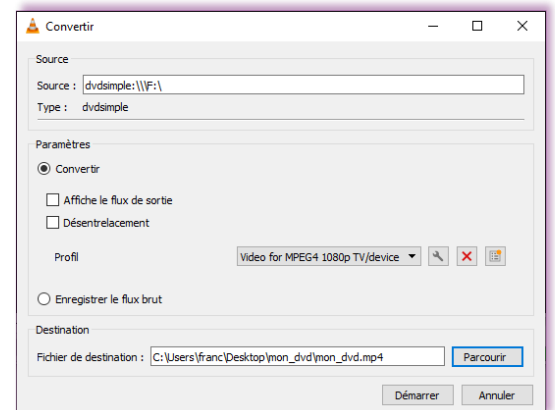 Convertir
Source
Source : dvdsimple:\\\F:\
Type : dvdsimple
Paramètres
Convertir
Affiche le flux de sortie
Désentrelacement
Profil Video for MPEG4 1080p TV/device
Enregistrer le flux brut
Destination
Fichier de destination : C:\Users\franc\Desktop\mon_dvd\mon_dvd.mp4 Parcourir
Démarrer Annuler